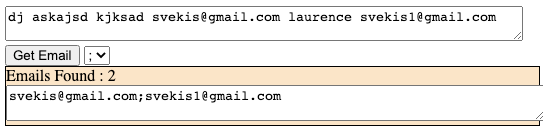 dj askajsd kjksad svekis@gmail.com laurence svekis1@gmail.com
Get Email ;
Emails Found : 2
svekis@gmail.com;svekis1@gmail.com